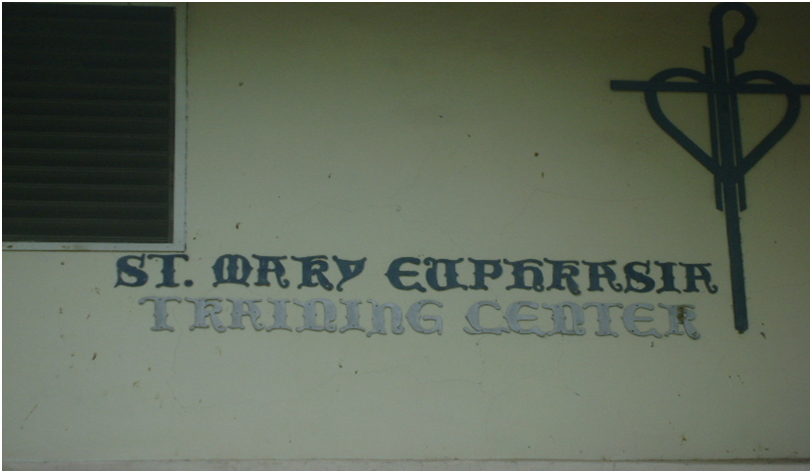 ST. MARY EUPHRASIA
TRAINING CENTER